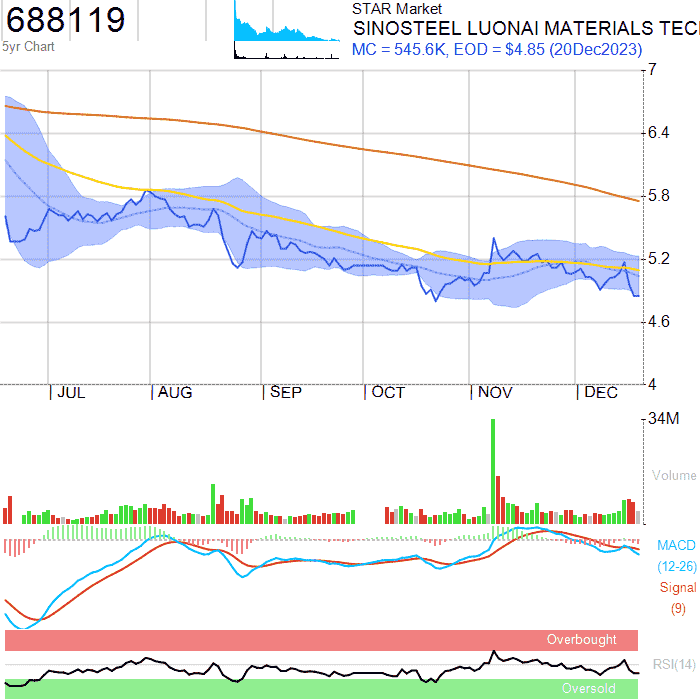 688119
5yr Chart
STAR Market
SINOSTEEL LUONAI MATERIALS TEC
MC = 545.6K, EOD = $4.85 (20Dec2023)
7
6.4
5.8
5.2
4.6
4
JUL AUG SEP OCT NOV DEC
34M
Volume
MACD
(12-26)
Signal
(9)
Overbought
RSI(14)
Oversold